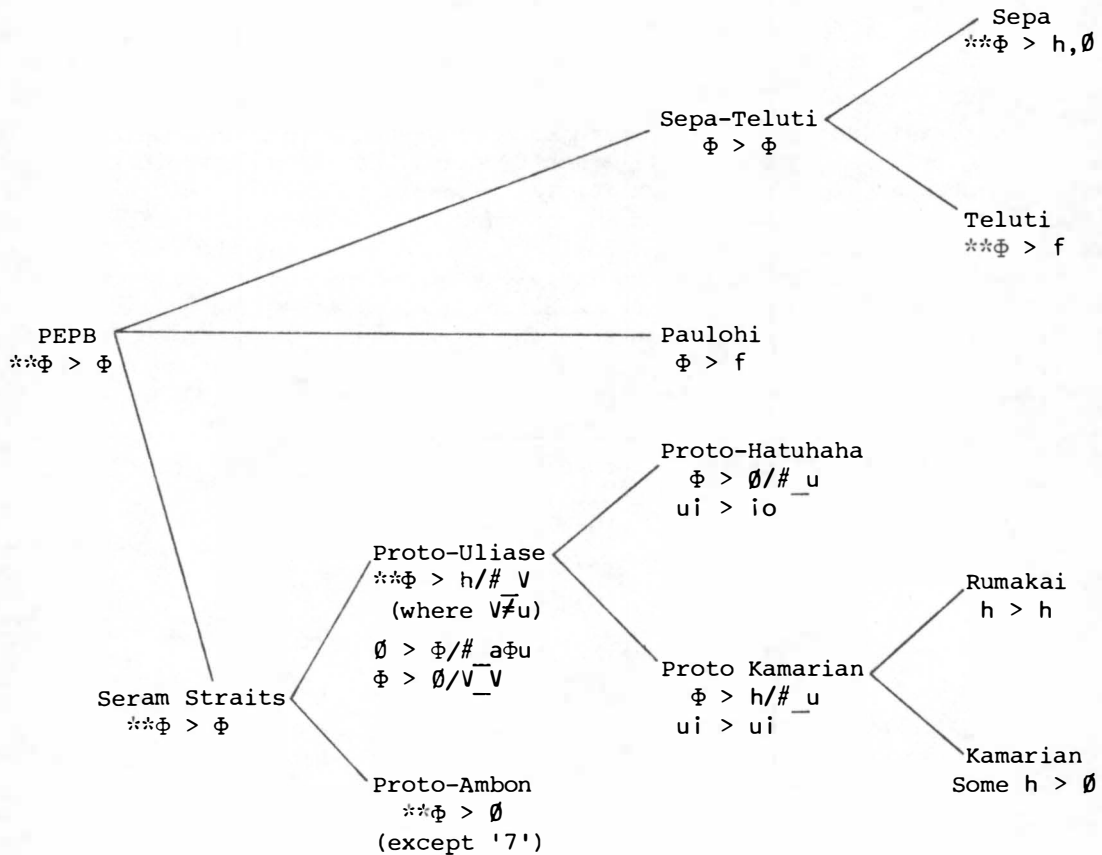 Sepa
**Φ > h,Ø
Sepa-Teluti
Φ > Φ
Teluti
**Φ > f
PEPB
**Φ > Φ
Paulohi
Φ > f
Proto-Hatuhaha
Φ > Ø/#_u
ui > io
Proto-Uliase
**Φ > h/#_V
(where V≠u)
Ø > Φ/#_aΦu
Φ > Ø/V_V
Rumakai
h > h
Proto Kamarian
Φ > h/#_u
ui > ui
Seram Straits
**Φ > Φ
Kamarian
Some h > Ø
Proto-Ambon
**Φ > Ø
(except '7')